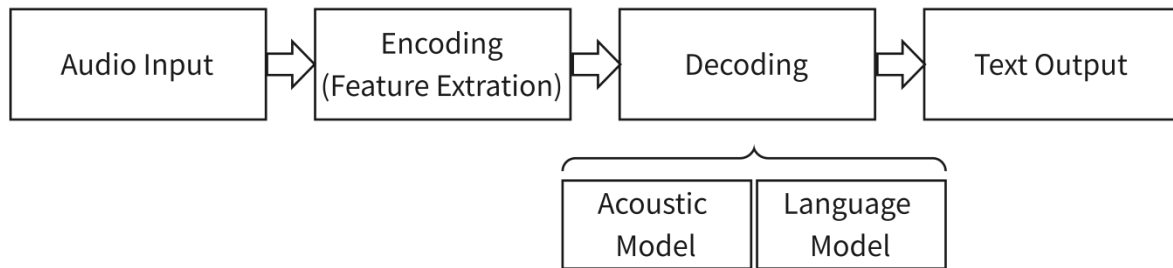 Audio Input
Encoding
(Feature Extration)
Decoding
Text Output
Acoustic
Model
Language
Model